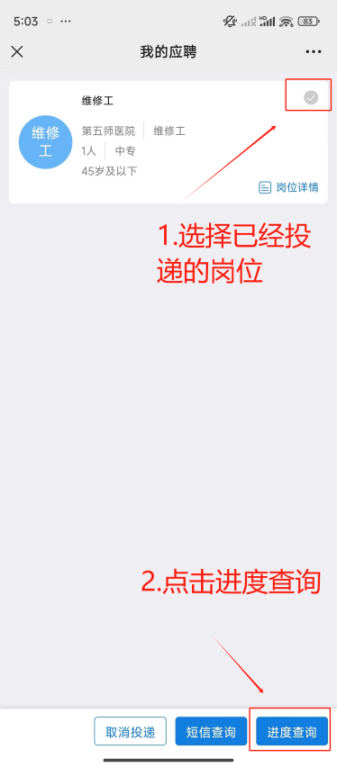 5:03
83
我的应聘
维修工
维修
工
第五师医院 维修工
1人 中专
45岁及以下
岗位详情
1.选择已经投
递的岗位
2.点击进度查询
取消投递 短信查询 进度查询